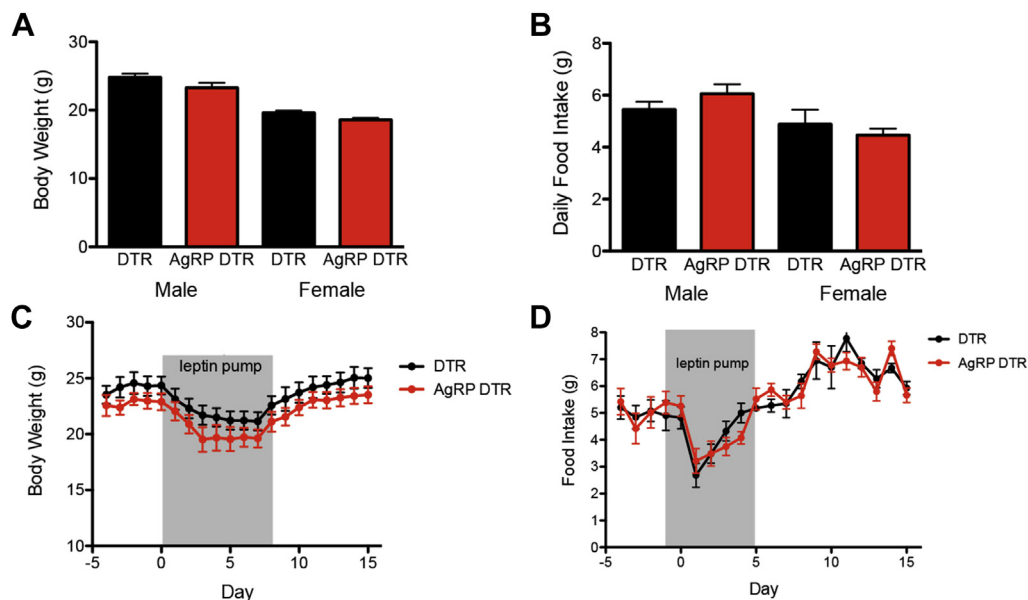 A
Body Weight (g)
30
20
10
0
DTR AgRP DTR DTR AgRP DTR
Male Female
B
Daily Food Intake (g)
8
6
4
2
0
DTR AgRP DTR DTR AgRP DTR
Male Female
C
Body Weight (g)
30
25
20
15
10
-5 0 5 10 15
Day
leptin pump
DTR
AgRP DTR
D
Food Intake (g)
8
7
6
5
4
3
2
1
0
-5 0 5 10 15
Day
leptin pump
DTR
AgRP DTR